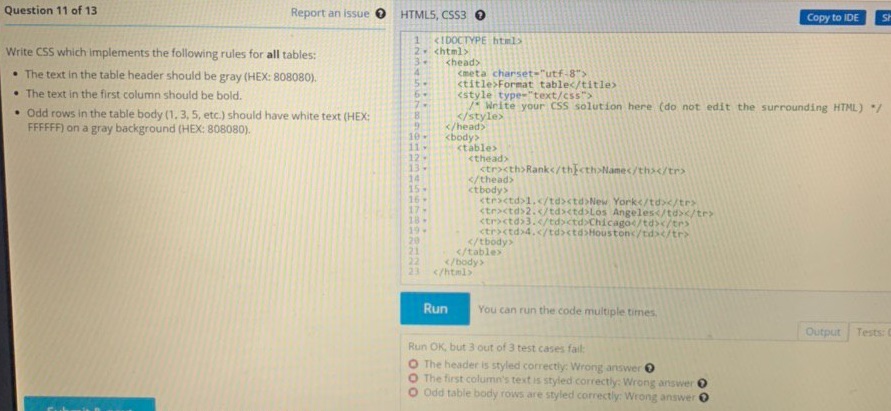 Question 11 of 13
Report an issue
HTML5, CSS3
Copy to IDE
Write CSS which implements the following rules for all tables:
• The text in the table header should be gray (HEX: 808080).
• The text in the first column should be bold.
• Odd rows in the table body (1, 3, 5, etc.) should have white text (HEX:
FFFFFF) on a gray background (HEX: 808080).
1 <!DOCTYPE html>
2 <html>
3 <head>
4 <meta charset="utf-8">
5 <title>Format table</title>
6 <style type="text/css">
7 /* Write your CSS solution here (do not edit the surrounding HTML) */
8 </style>
9 </head>
10 <body>
11 <table>
12 <thead>
13 <tr><th>Rank</th><th>Name</th></tr>
14 </thead>
15 <tbody>
16 <tr><td>1.</td><td>New York</td></tr>
17 <tr><td>2.</td><td>Los Angeles</td></tr>
18 <tr><td>3.</td><td>Chicago</td></tr>
19 <tr><td>4.</td><td>Houston</td></tr>
20 </tbody>
21 </table>
22 </body>
23 </html>
Run
You can run the code multiple times.
Output
Tests:
Run OK, but 3 out of 3 test cases fail:
The header is styled correctly: Wrong answer
The first column's text is styled correctly: Wrong answer
Odd table body rows are styled correctly: Wrong answer